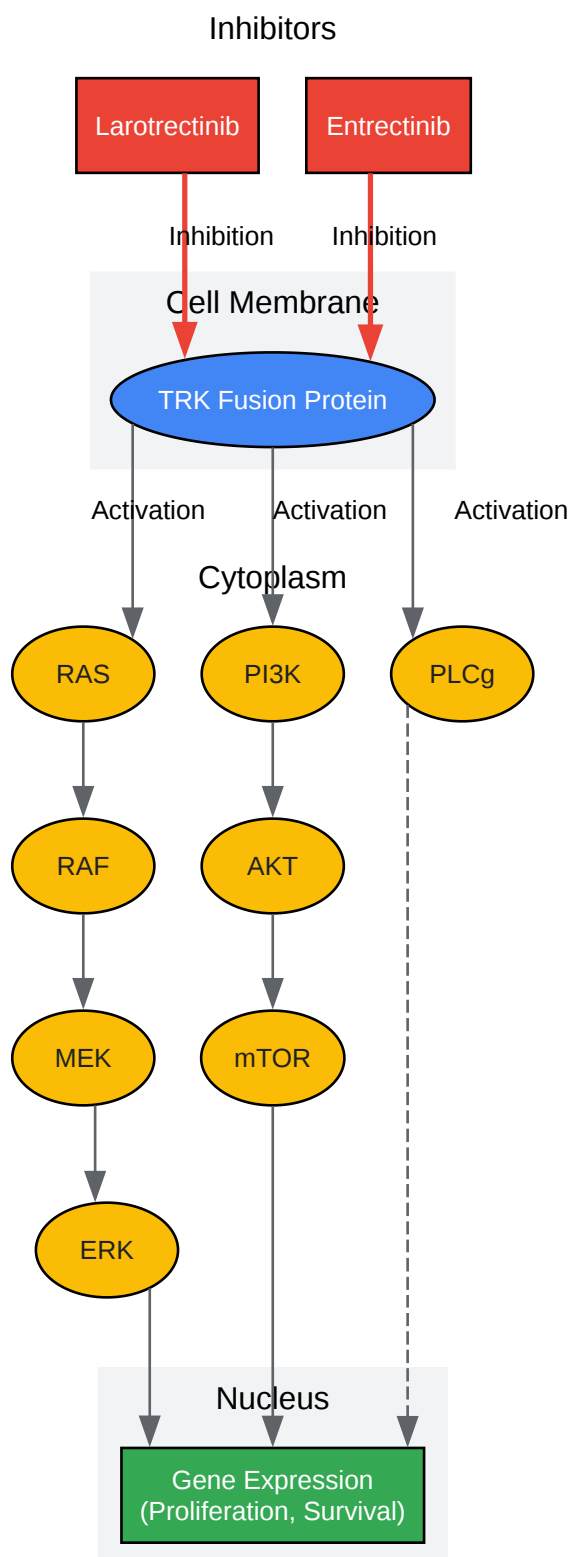 Inhibitors
Larotrectinib
Entrectinib
Inhibition
Inhibition
Cell Membrane
TRK Fusion Protein
Activation
Activation
Activation
Cytoplasm
RAS
PI3K
PLCg
RAF
AKT
MEK
mTOR
ERK
Nucleus
Gene Expression
(Proliferation, Survival)